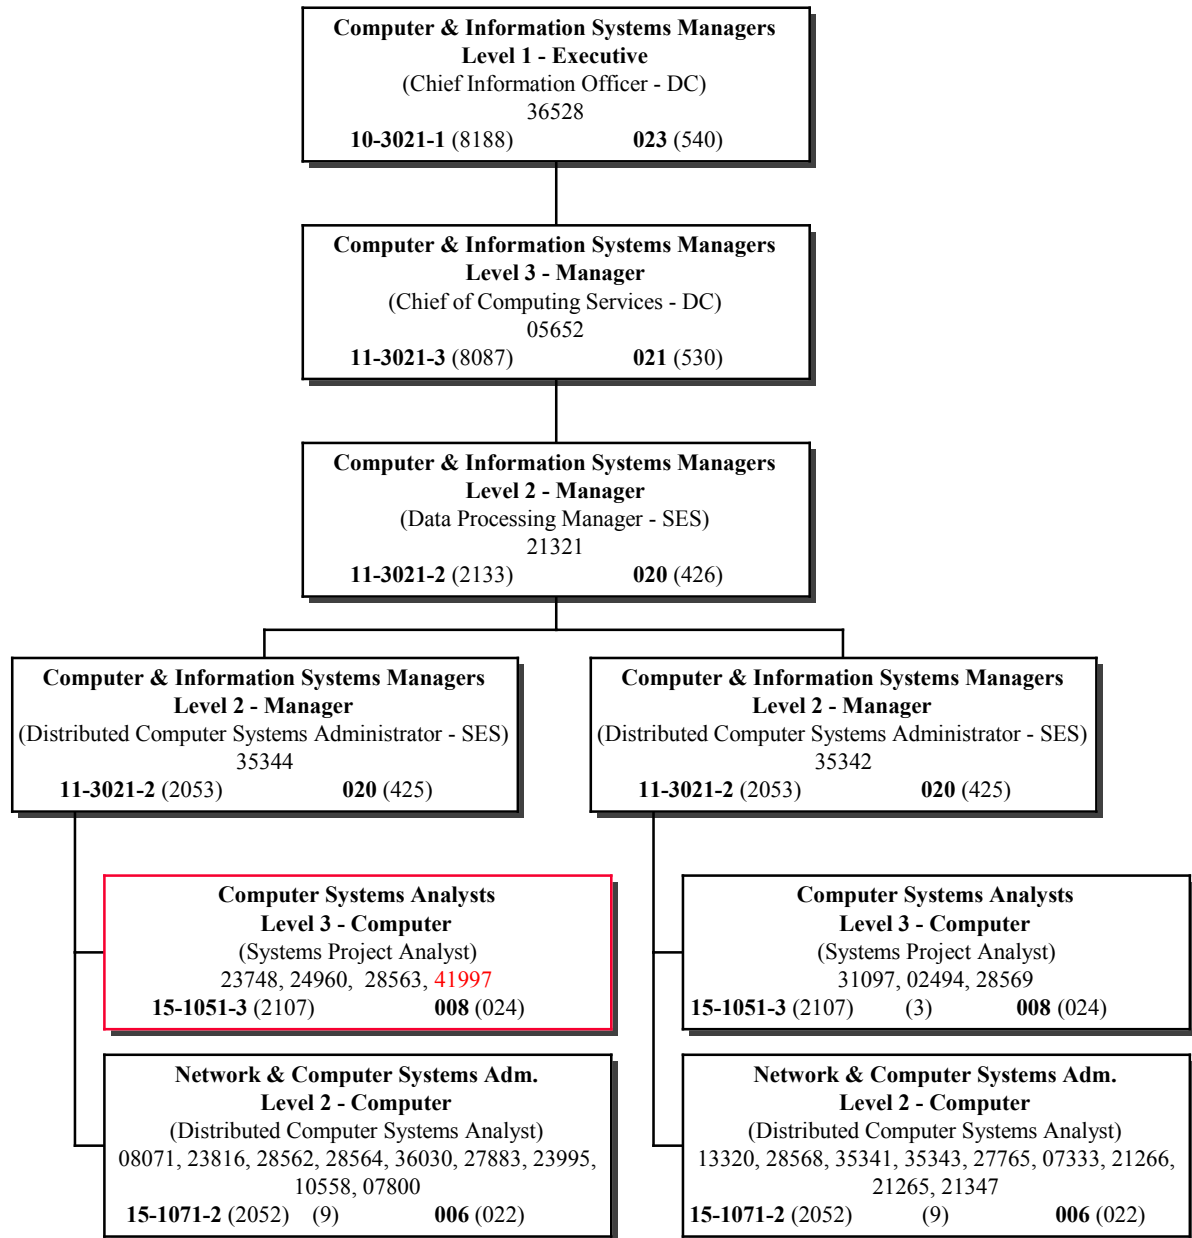 Computer & Information Systems Managers
Level 1 - Executive
(Chief Information Officer - DC)
36528
10-3021-1 (8188) 023 (540)
Computer & Information Systems Managers
Level 3 - Manager
(Chief of Computing Services - DC)
05652
11-3021-3 (8087) 021 (530)
Computer & Information Systems Managers
Level 2 - Manager
(Data Processing Manager - SES)
21321
11-3021-2 (2133) 020 (426)
Computer & Information Systems Managers
Level 2 - Manager
(Distributed Computer Systems Administrator - SES)
35344
11-3021-2 (2053) 020 (425)
Computer & Information Systems Managers
Level 2 - Manager
(Distributed Computer Systems Administrator - SES)
35342
11-3021-2 (2053) 020 (425)
Computer Systems Analysts
Level 3 - Computer
(Systems Project Analyst)
23748, 24960, 28563, 41997
15-1051-3 (2107) 008 (024)
Computer Systems Analysts
Level 3 - Computer
(Systems Project Analyst)
31097, 02494, 28569
15-1051-3 (2107) (3) 008 (024)
Network & Computer Systems Adm.
Level 2 - Computer
(Distributed Computer Systems Analyst)
08071, 23816, 28562, 28564, 36030, 27883, 23995,
10558, 07800
15-1071-2 (2052) (9) 006 (022)
Network & Computer Systems Adm.
Level 2 - Computer
(Distributed Computer Systems Analyst)
13320, 28568, 35341, 35343, 27765, 07333, 21266,
21265, 21347
15-1071-2 (2052) (9) 006 (022)